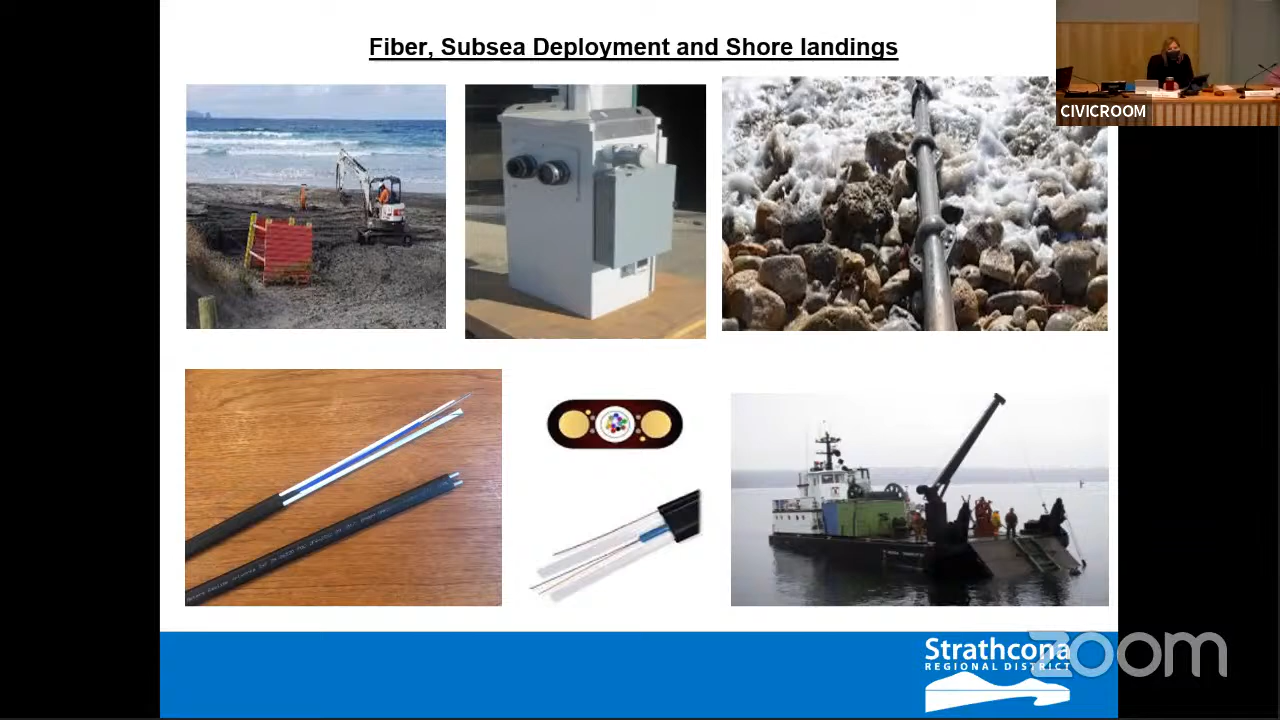 Fiber, Subsea Deployment and Shore landings
CIVICROOM
Strathcona
REGIONAL DISTRICT
zoom